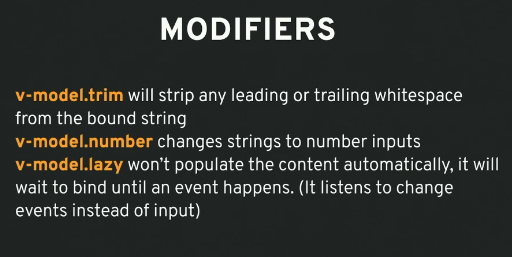 MODIFIERS
v-model.trim will strip any leading or trailing whitespace
from the bound string
v-model.number changes strings to number inputs
v-model.lazy won't populate the content automatically, it will
wait to bind until an event happens. (It listens to change
events instead of input)